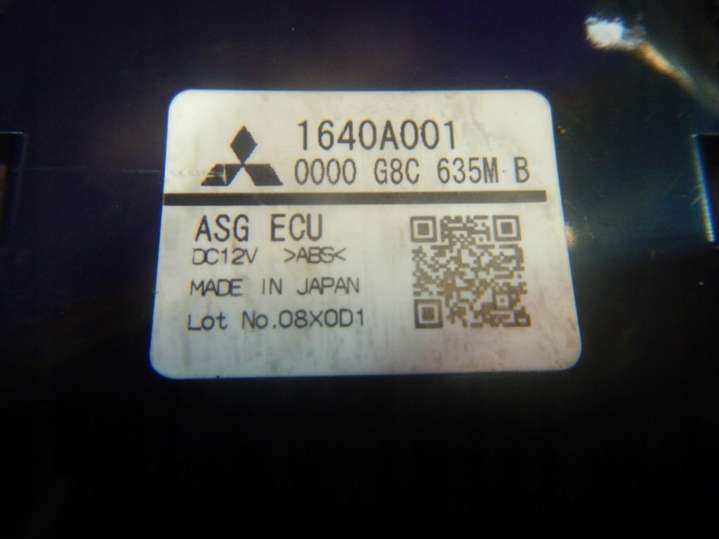 1640A001
0000 G8C 635M B
ASG ECU
DC12V >ABS<
MADE IN JAPAN
Lot No.08X0D1